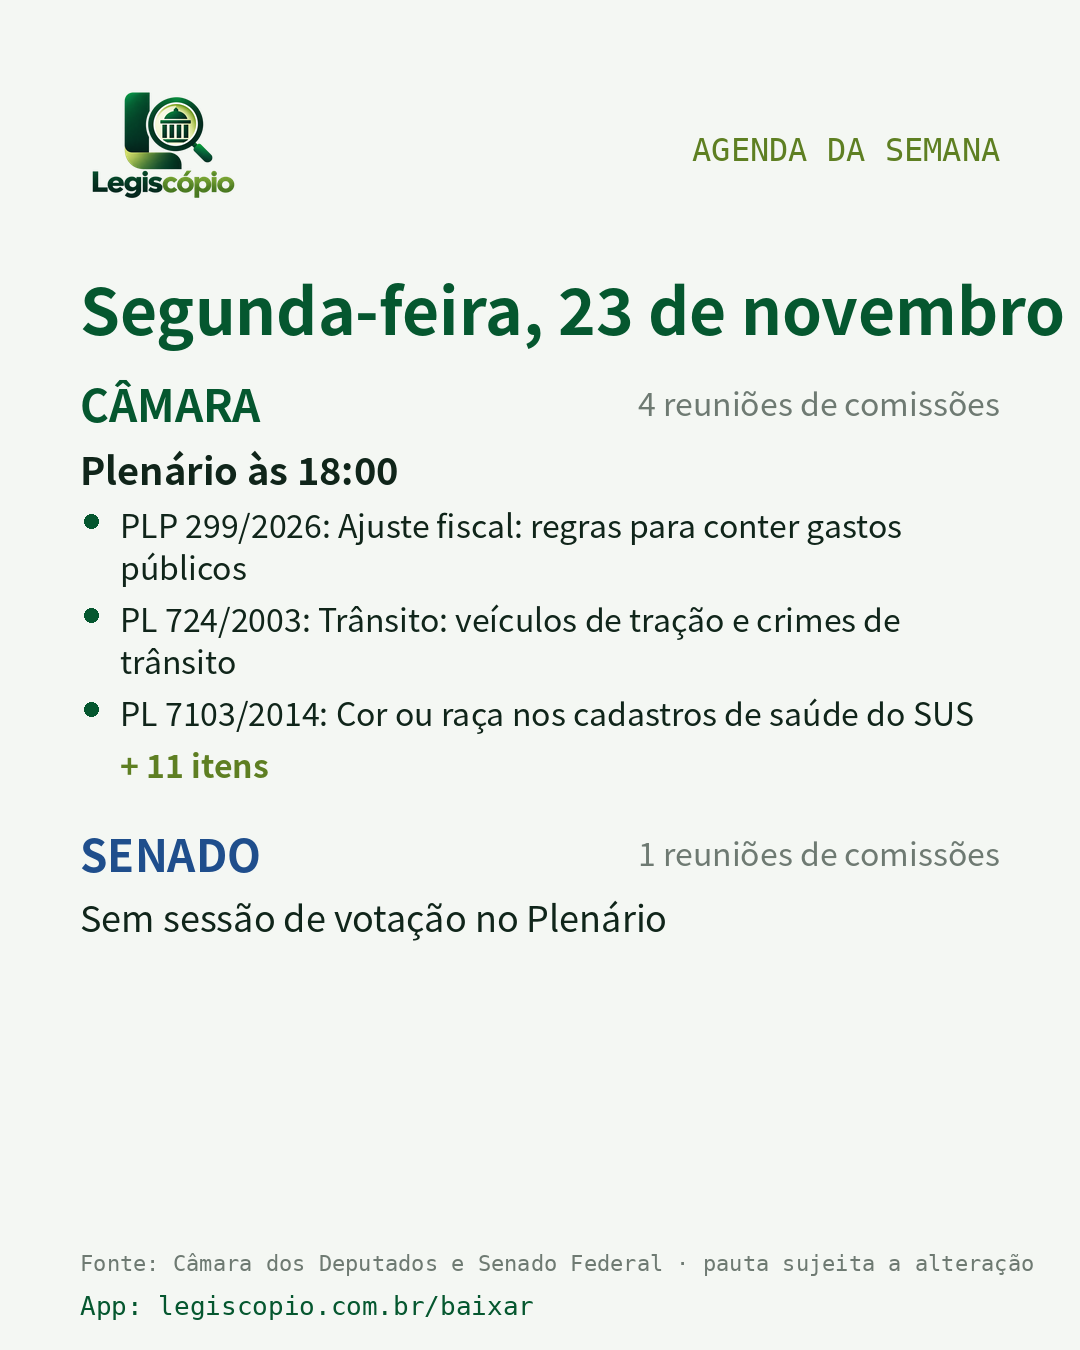 Legiscópio
AGENDA DA SEMANA
Segunda-feira, 23 de novembro
CÂMARA
4 reuniões de comissões
Plenário às 18:00
PLP 299/2026: Ajuste fiscal: regras para conter gastos
públicos
PL 724/2003: Trânsito: veículos de tração e crimes de
trânsito
PL 7103/2014: Cor ou raça nos cadastros de saúde do SUS
+ 11 itens
SENADO
1 reuniões de comissões
Sem sessão de votação no Plenário
Fonte: Câmara dos Deputados e Senado Federal · pauta sujeita a alteração
App: legiscopio.com.br/baixar